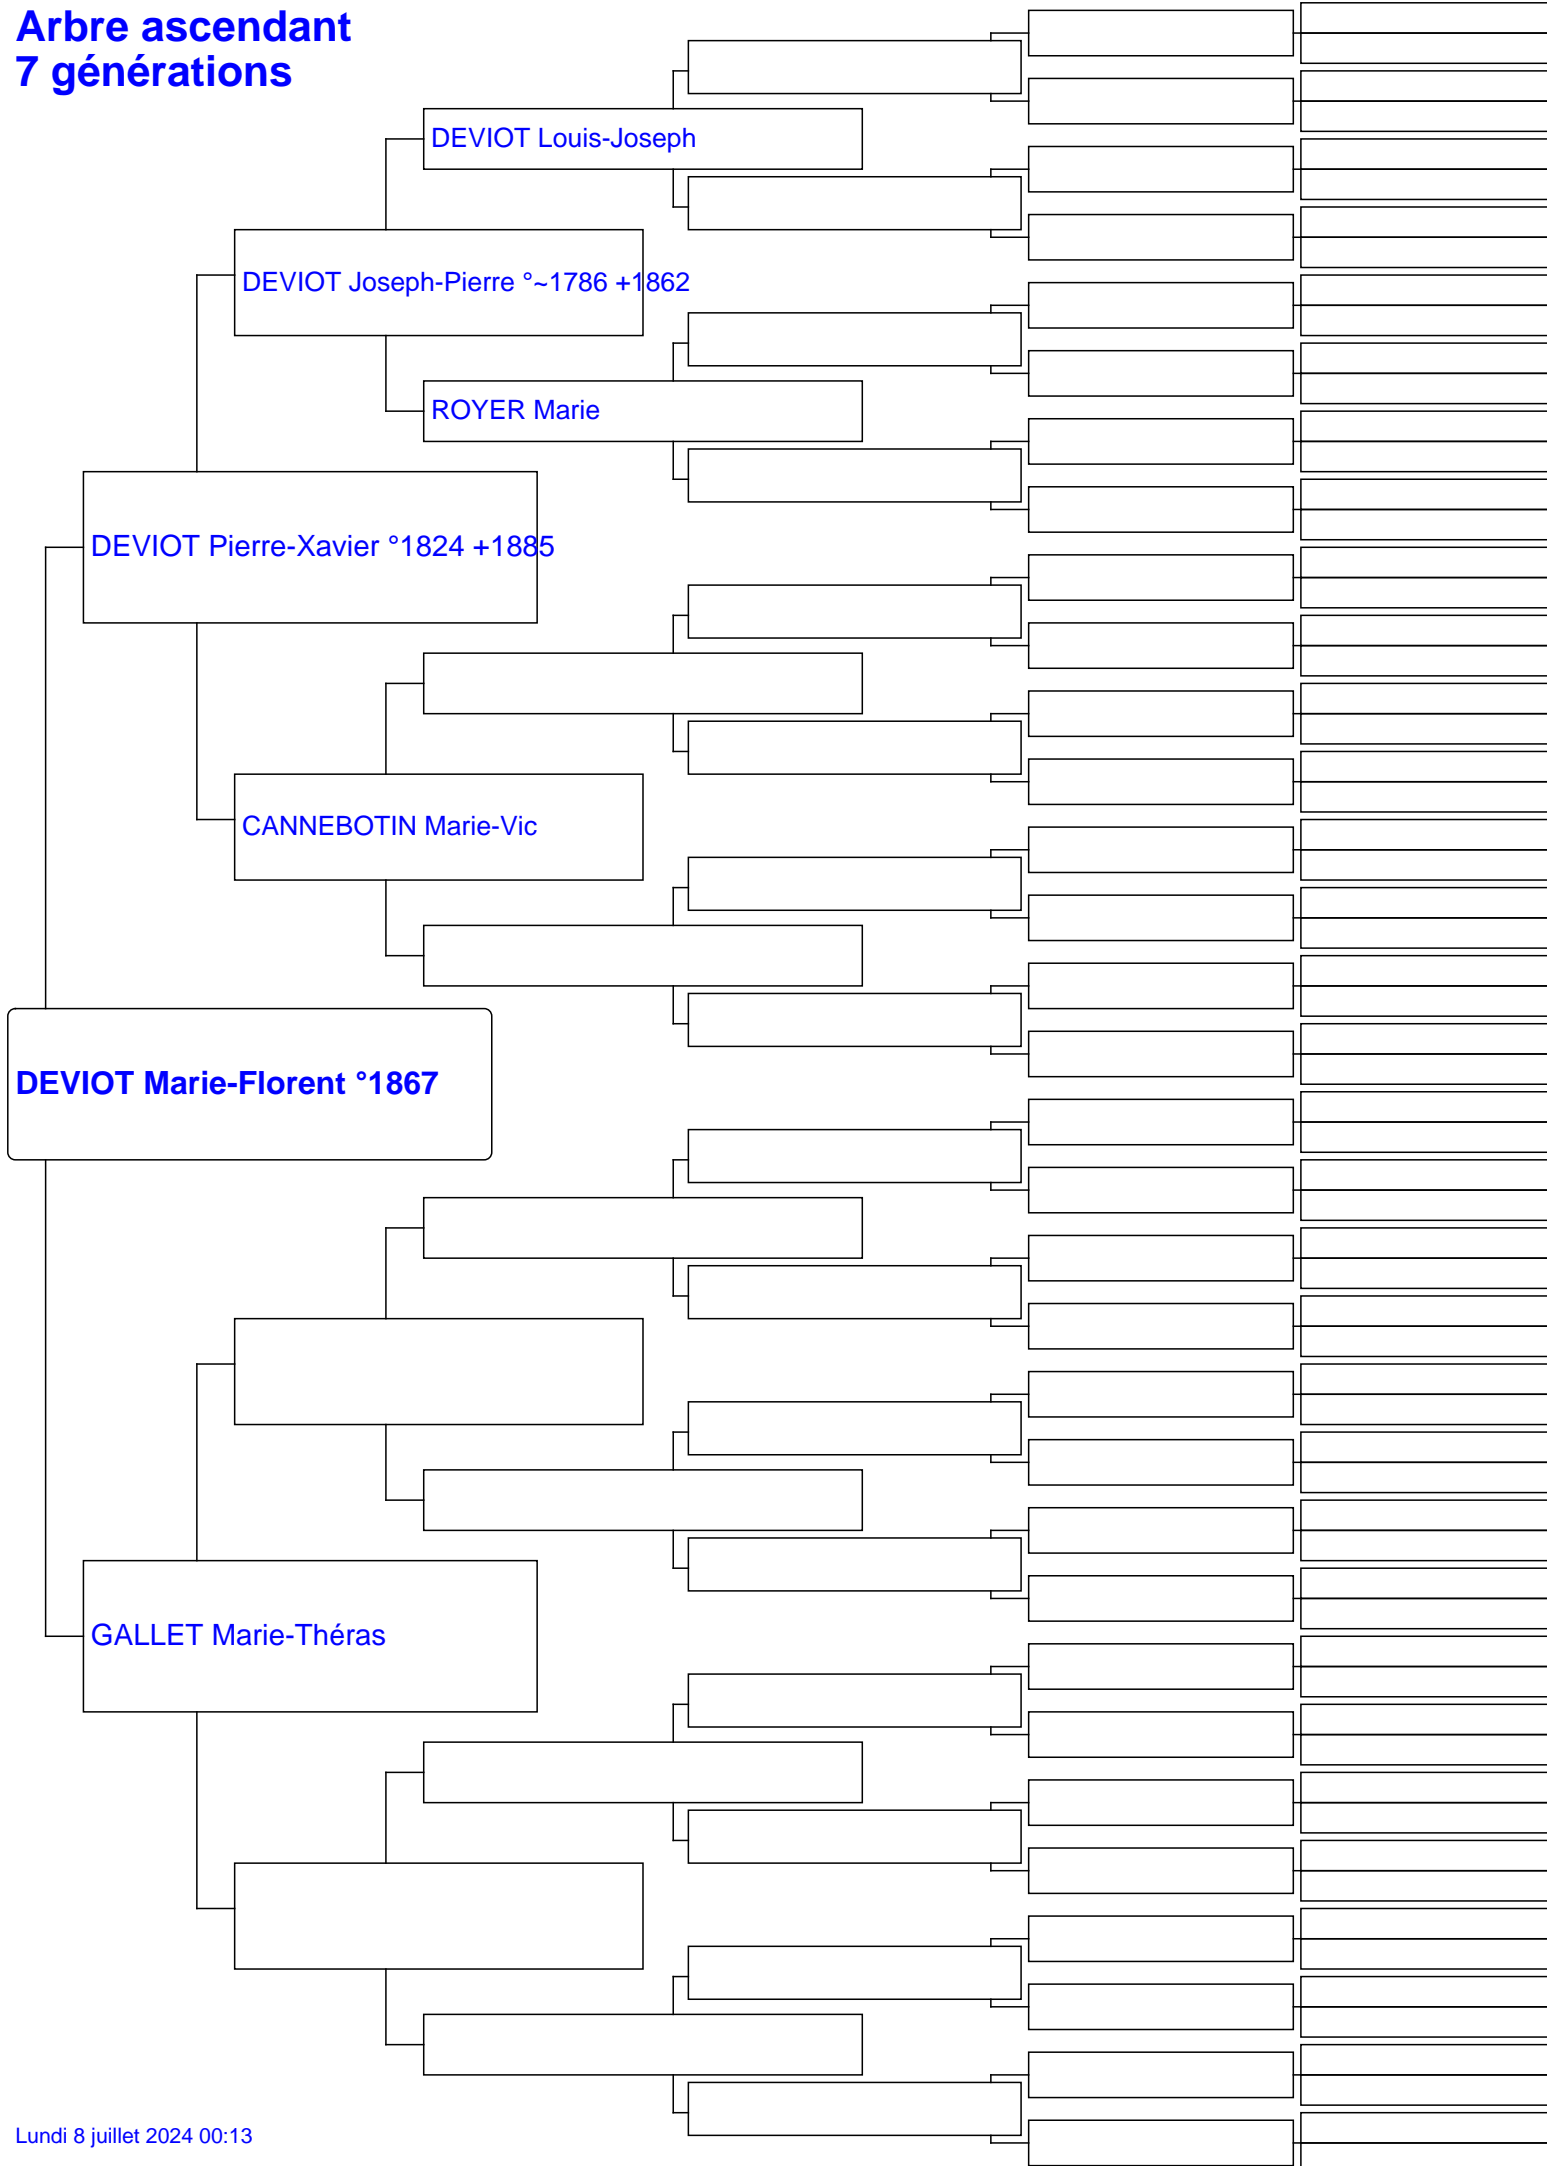 Arbre ascendant
7 générations
DEVIOT Louis-Joseph
DEVIOT Joseph-Pierre °~1786 +1862
ROYER Marie
DEVIOT Pierre-Xavier °1824 +1885
CANNEBOTIN Marie-Vic
DEVIOT Marie-Florent °1867
GALLET Marie-Théras
Lundi 8 juillet 2024 00:13